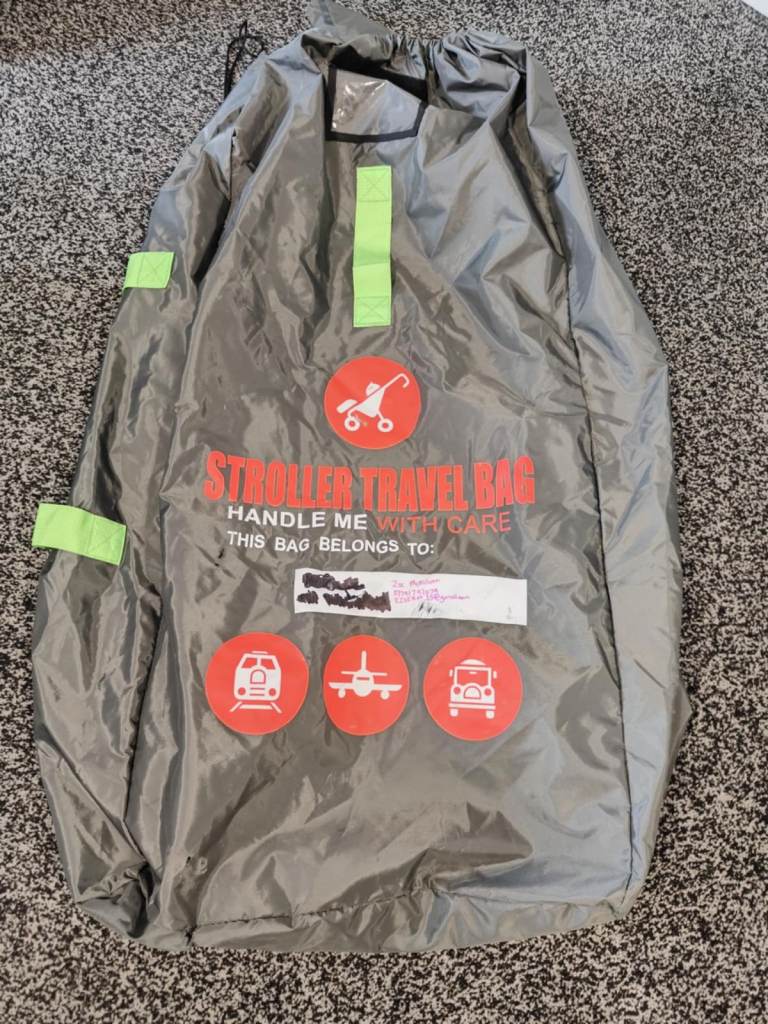 STROLLER TRAVEL BAG
HANDLE ME WITH CARE
THIS BAG BELONGS TO: